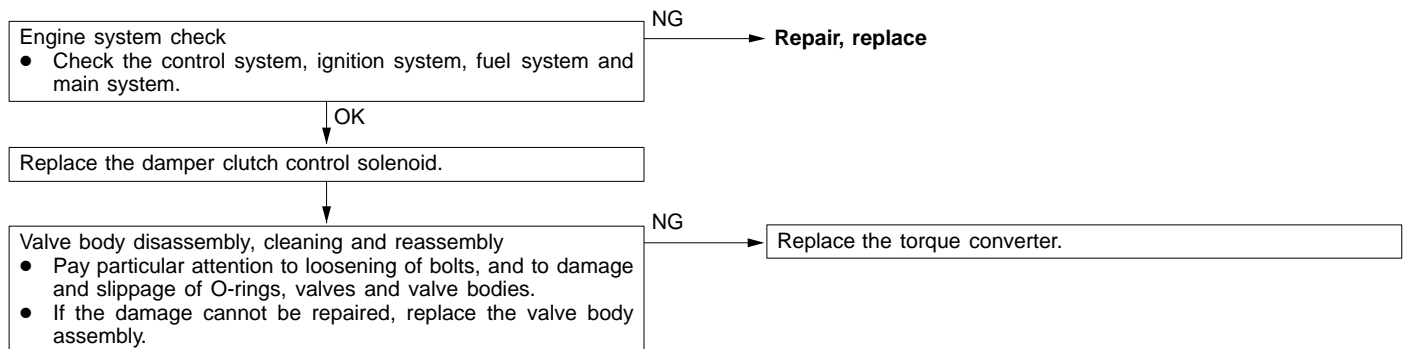 NG
Engine system check
Repair, replace
● Check the control system, ignition system, fuel system and
main system.
OK
Replace the damper clutch control solenoid.
NG
Valve body disassembly, cleaning and reassembly
Replace the torque converter.
● Pay particular attention to loosening of bolts, and to damage
and slippage of O-rings, valves and valve bodies.
● If the damage cannot be repaired, replace the valve body
assembly.